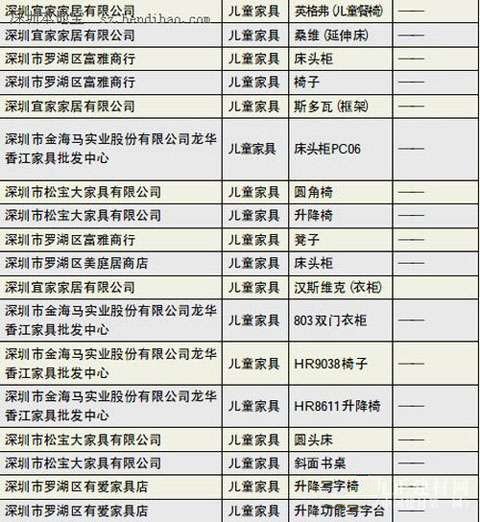 深圳宜家家居有限公司 儿童家具 英格弗(儿童餐椅)
深圳宜家家居有限公司 儿童家具 桑维(延伸床) ——
深圳市罗湖区富雅商行 儿童家具 床头柜 ——
深圳市罗湖区富雅商行 儿童家具 椅子 ——
深圳宜家家居有限公司 儿童家具 斯多瓦(框架) ——
深圳市金海马实业股份有限公司龙华
香江家具批发中心 儿童家具 床头柜PC06 ——
深圳市松宝大家具有限公司 儿童家具 圆角椅 ——
深圳市松宝大家具有限公司 儿童家具 升降椅 ——
深圳市罗湖区富雅商行 儿童家具 凳子 ——
深圳市罗湖区美庭居商店 儿童家具 床头柜 ——
深圳宜家家居有限公司 儿童家具 汉斯维克(衣柜) ——
深圳市金海马实业股份有限公司龙华
香江家具批发中心 儿童家具 803双门衣柜 ——
深圳市金海马实业股份有限公司龙华
香江家具批发中心 儿童家具 HR9038椅子 ——
深圳市金海马实业股份有限公司龙华
香江家具批发中心 儿童家具 HR8611升降椅 ——
深圳市松宝大家具有限公司 儿童家具 圆头床 ——
深圳市松宝大家具有限公司 儿童家具 斜面书桌 ——
深圳市罗湖区有爱家具店 儿童家具 升降写字椅 ——
深圳市罗湖区有爱家具店 儿童家具 升降功能写字台 ——